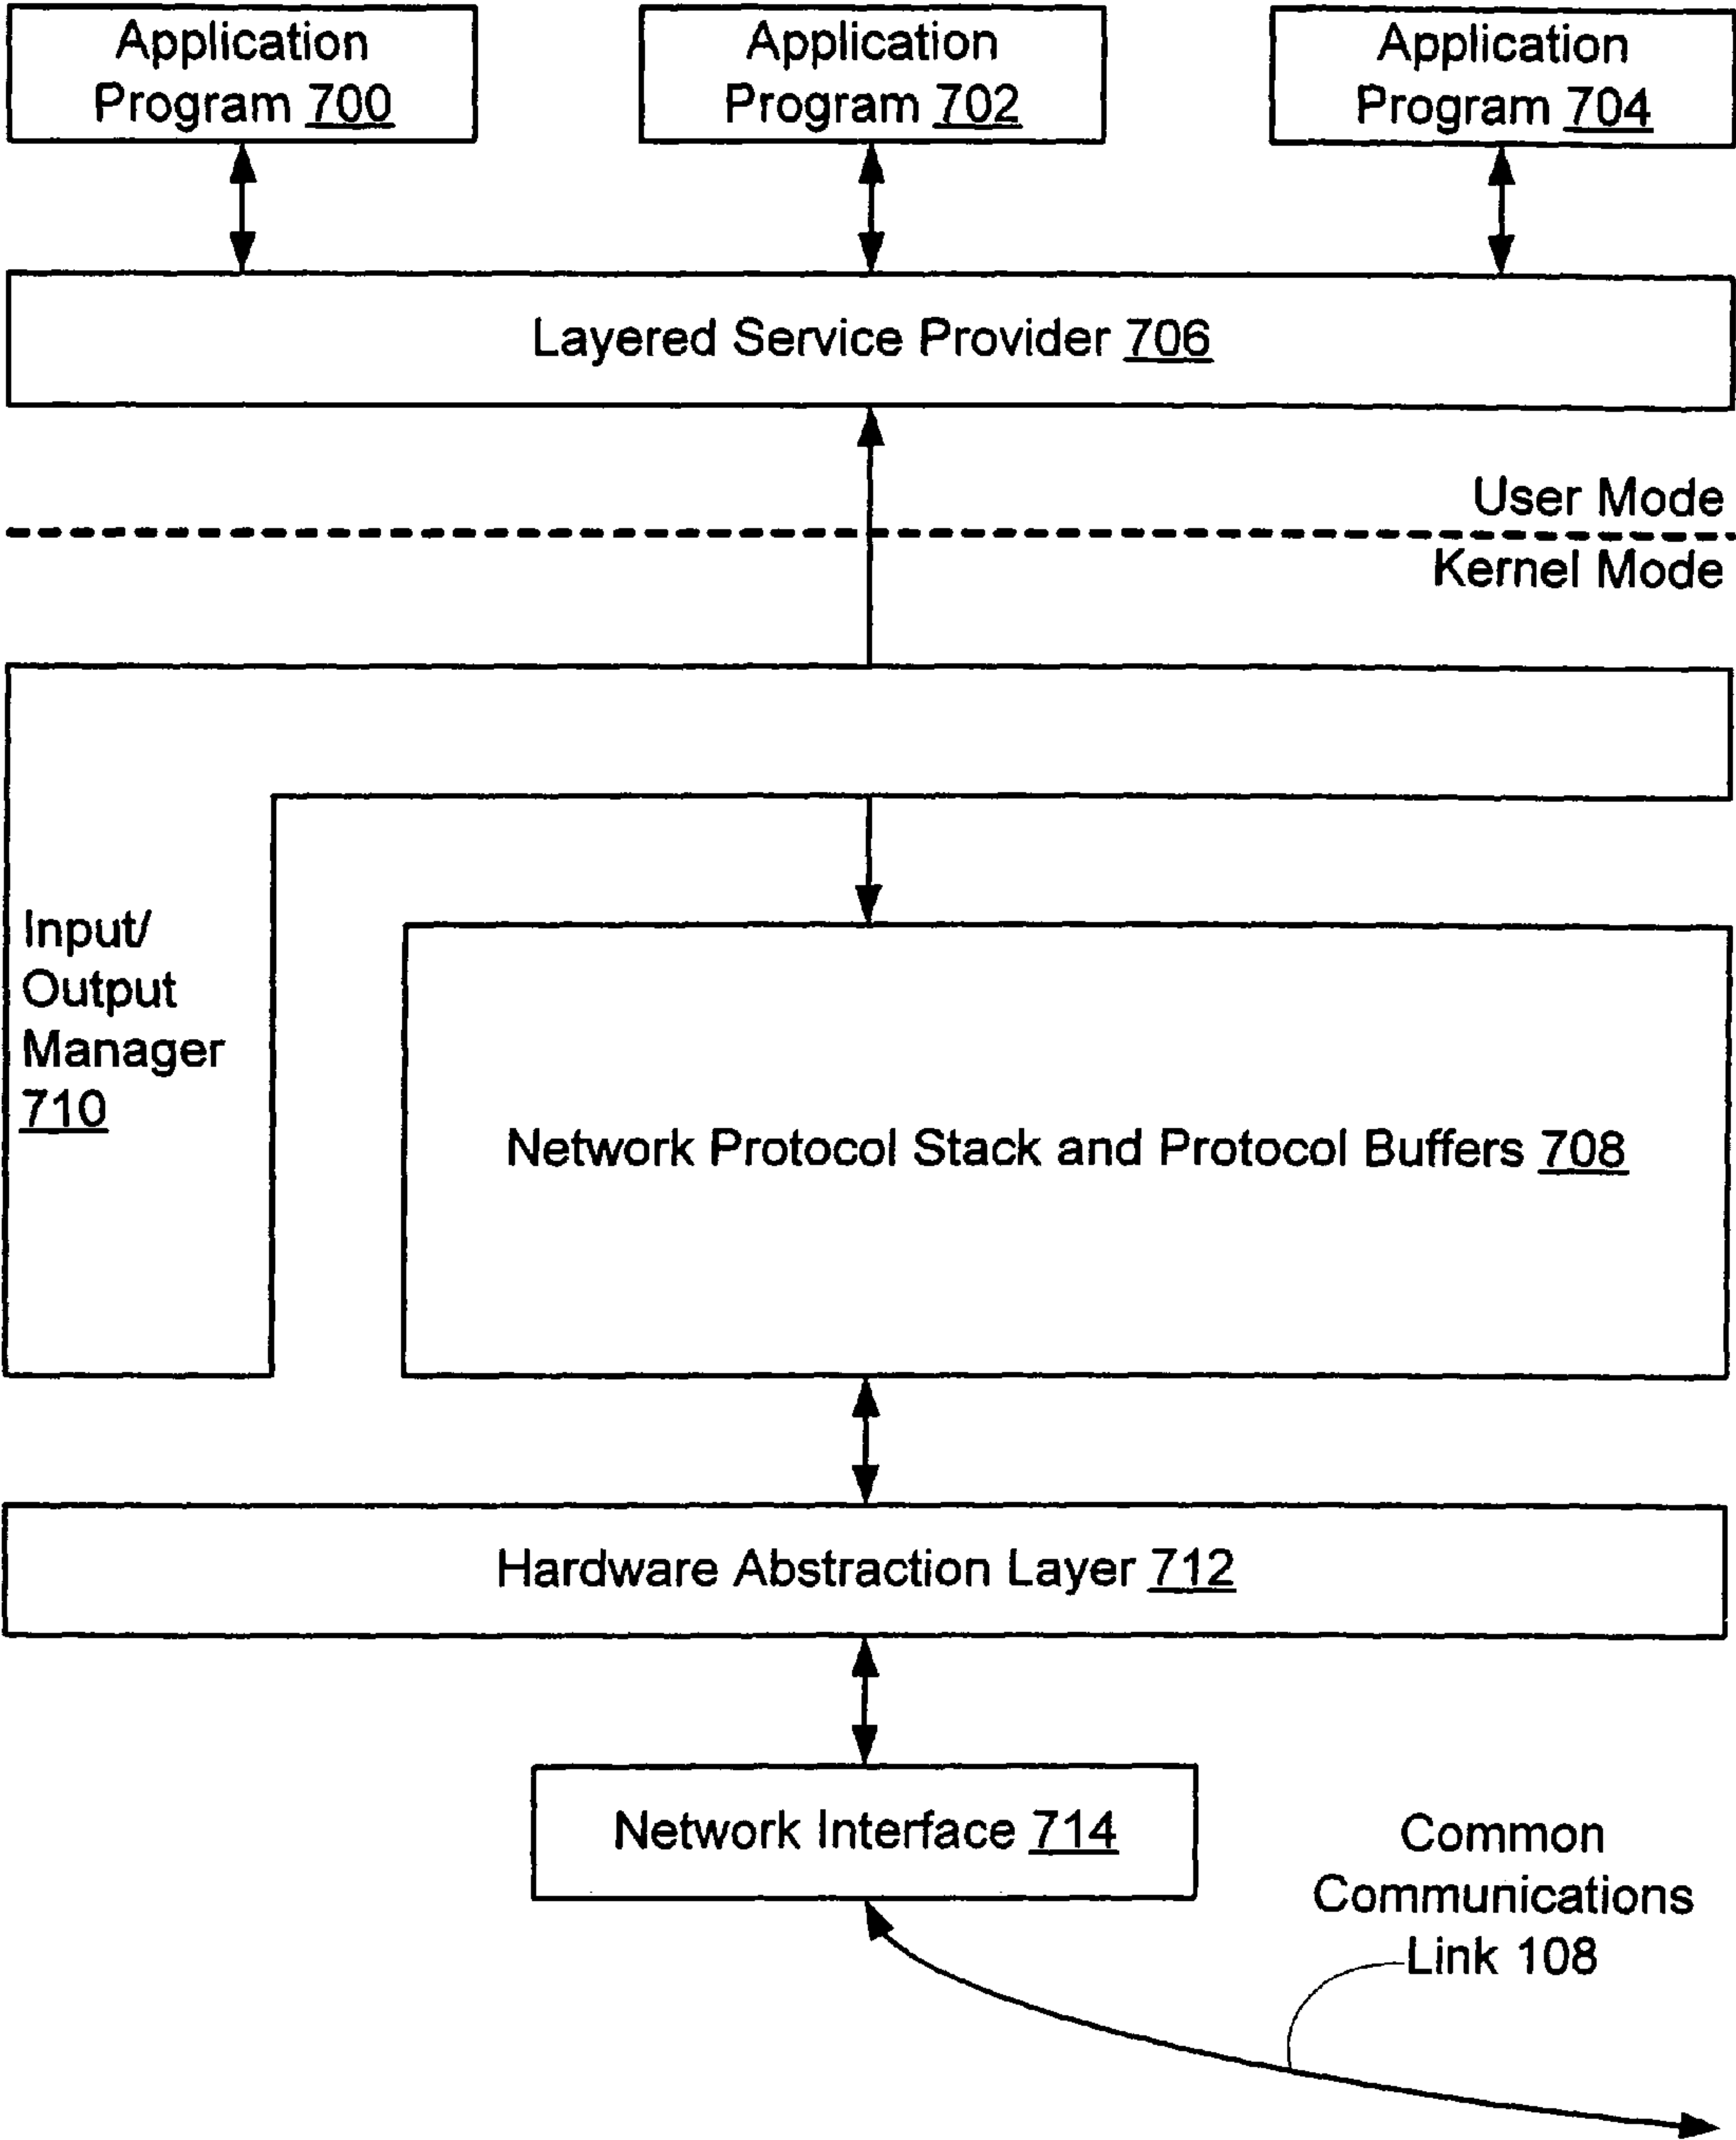 Application
Program 700
Application
Program 702
Application
Program 704
Layered Service Provider 706
User Mode
Kernel Mode
Input/
Output
Manager
710
Network Protocol Stack and Protocol Buffers 708
Hardware Abstraction Layer 712
Network Interface 714
Common
Communications
Link 108